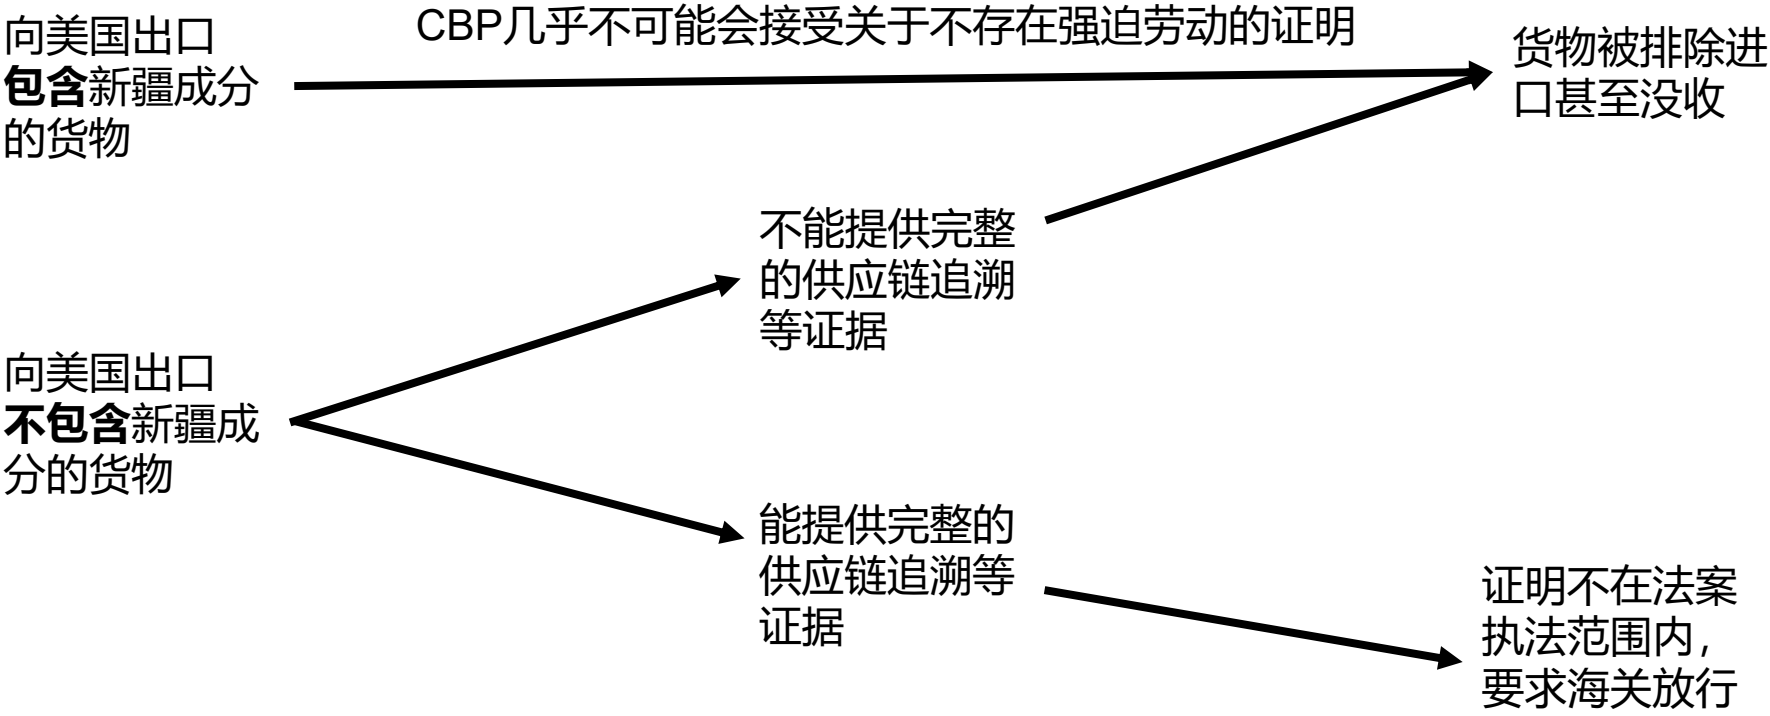 CBP几乎不可能会接受关于不存在强迫劳动的证明
向美国出口
包含新疆成分
的货物
货物被排除进
口甚至没收
不能提供完整
的供应链追溯
等证据
向美国出口
不包含新疆成
分的货物
能提供完整的
供应链追溯等
证据
证明不在法案
执法范围内，
要求海关放行